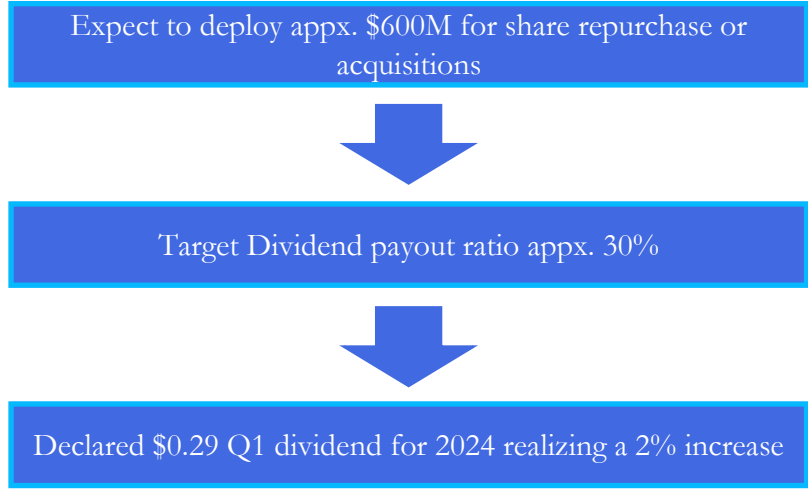 Expect to deploy appx. $600M for share repurchase or
acquisitions
Target Dividend payout ratio appx. 30%
Declared $0.29 Q1 dividend for 2024 realizing a 2% increase